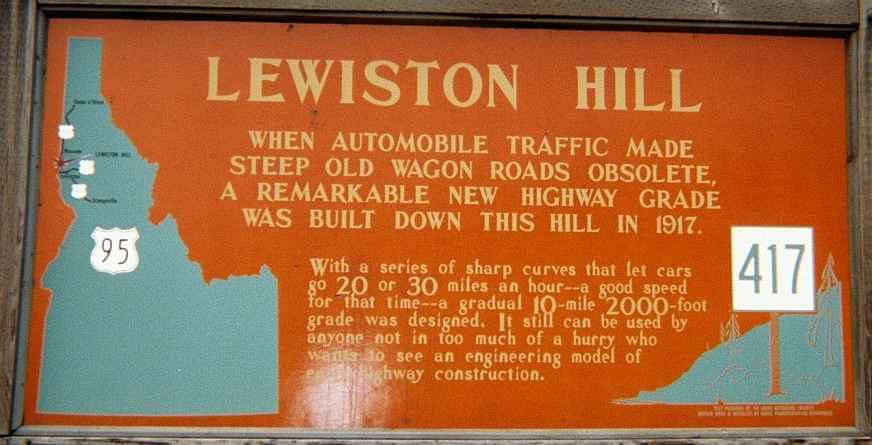 LEWISTON HILL
WHEN AUTOMOBILE TRAFFIC MADE
STEEP OLD WAGON ROADS OBSOLETE,
A REMARKABLE NEW HIGHWAY GRADE
WAS BUILT DOWN THIS HILL IN 1917.
With a series of sharp curves that let cars
go 20 or 30 miles an hour--a good speed
for that time--a gradual 10-mile 2000-foot
grade was designed. It still can be used by
anyone not in too much of a hurry who
wants to see an engineering model of
highway construction.
Coeur d'Alene
Moscow
LEWISTON HILL
Grangeville
95
417